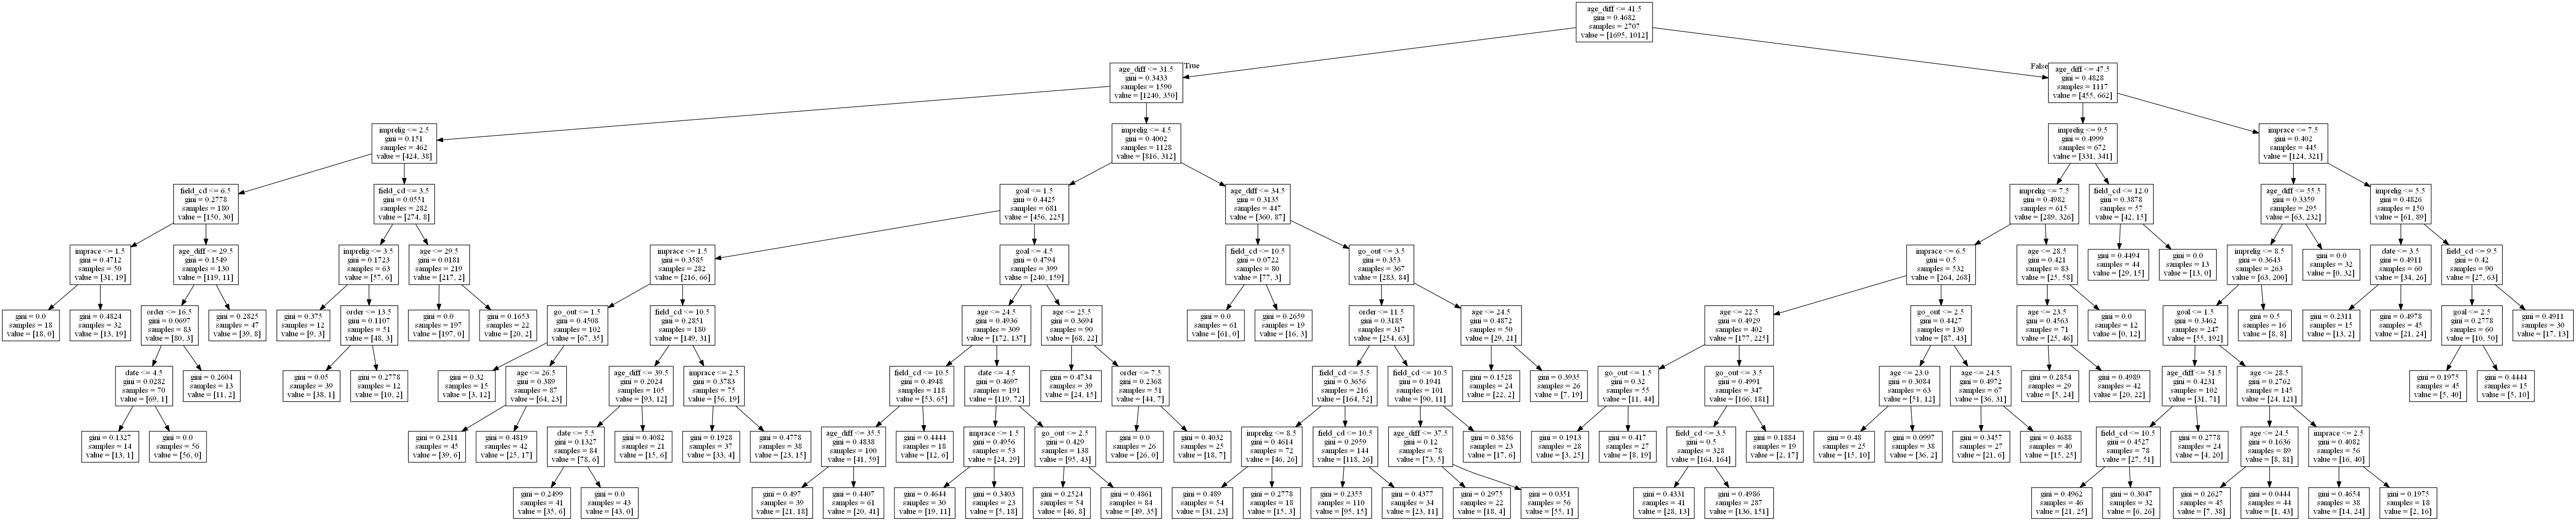 age_diff <= 41.5
gini = 0.4682
samples = 2707
value = [1695, 1012]
True
False
age_diff <= 31.5
gini = 0.3433
samples = 1590
value = [1240, 350]
age_diff <= 47.5
gini = 0.4828
samples = 1117
value = [455, 662]
imprelig <= 2.5
gini = 0.151
samples = 462
value = [424, 38]
imprelig <= 4.5
gini = 0.4002
samples = 1128
value = [816, 312]
imprelig <= 9.5
gini = 0.4999
samples = 672
value = [331, 341]
imprace <= 7.5
gini = 0.402
samples = 445
value = [124, 321]
field_cd <= 6.5
gini = 0.2778
samples = 180
value = [150, 30]
field_cd <= 3.5
gini = 0.0551
samples = 282
value = [274, 8]
goal <= 1.5
gini = 0.4425
samples = 681
value = [456, 225]
age_diff <= 34.5
gini = 0.3135
samples = 447
value = [360, 87]
imprelig <= 7.5
gini = 0.4982
samples = 615
value = [289, 326]
field_cd <= 12.0
gini = 0.3878
samples = 57
value = [42, 15]
age_diff <= 55.5
gini = 0.3359
samples = 295
value = [63, 232]
imprelig <= 5.5
gini = 0.4826
samples = 150
value = [61, 89]
imprace <= 1.5
gini = 0.4712
samples = 50
value = [31, 19]
age_diff <= 29.5
gini = 0.1549
samples = 130
value = [119, 11]
imprelig <= 3.5
gini = 0.1723
samples = 63
value = [57, 6]
age <= 29.5
gini = 0.0181
samples = 219
value = [217, 2]
imprace <= 1.5
gini = 0.3585
samples = 282
value = [216, 66]
goal <= 4.5
gini = 0.4794
samples = 399
value = [240, 159]
field_cd <= 10.5
gini = 0.0722
samples = 80
value = [77, 3]
go_out <= 3.5
gini = 0.353
samples = 367
value = [283, 84]
imprace <= 6.5
gini = 0.5
samples = 532
value = [264, 268]
age <= 28.5
gini = 0.421
samples = 83
value = [25, 58]
gini = 0.4494
samples = 44
value = [29, 15]
gini = 0.0
samples = 13
value = [13, 0]
imprelig <= 8.5
gini = 0.3643
samples = 263
value = [63, 200]
gini = 0.0
samples = 32
value = [0, 32]
date <= 3.5
gini = 0.4911
samples = 60
value = [34, 26]
field_cd <= 9.5
gini = 0.42
samples = 90
value = [27, 63]
gini = 0.0
samples = 18
value = [18, 0]
gini = 0.4824
samples = 32
value = [13, 19]
order <= 16.5
gini = 0.0697
samples = 83
value = [80, 3]
gini = 0.2825
samples = 47
value = [39, 8]
gini = 0.375
samples = 12
value = [9, 3]
order <= 13.5
gini = 0.1107
samples = 51
value = [48, 3]
gini = 0.0
samples = 197
value = [197, 0]
gini = 0.1653
samples = 22
value = [20, 2]
go_out <= 1.5
gini = 0.4508
samples = 102
value = [67, 35]
field_cd <= 10.5
gini = 0.2851
samples = 180
value = [149, 31]
age <= 24.5
gini = 0.4936
samples = 309
value = [172, 137]
age <= 25.5
gini = 0.3694
samples = 90
value = [68, 22]
gini = 0.0
samples = 61
value = [61, 0]
gini = 0.2659
samples = 19
value = [16, 3]
order <= 11.5
gini = 0.3185
samples = 317
value = [254, 63]
age <= 24.5
gini = 0.4872
samples = 50
value = [29, 21]
age <= 22.5
gini = 0.4929
samples = 402
value = [177, 225]
go_out <= 2.5
gini = 0.4427
samples = 130
value = [87, 43]
age <= 23.5
gini = 0.4563
samples = 71
value = [25, 46]
gini = 0.0
samples = 12
value = [0, 12]
goal <= 1.5
gini = 0.3462
samples = 247
value = [55, 192]
gini = 0.5
samples = 16
value = [8, 8]
gini = 0.2311
samples = 15
value = [13, 2]
gini = 0.4978
samples = 45
value = [21, 24]
goal <= 2.5
gini = 0.2778
samples = 60
value = [10, 50]
gini = 0.4911
samples = 30
value = [17, 13]
date <= 4.5
gini = 0.0282
samples = 70
value = [69, 1]
gini = 0.2604
samples = 13
value = [11, 2]
gini = 0.05
samples = 39
value = [38, 1]
gini = 0.2778
samples = 12
value = [10, 2]
gini = 0.32
samples = 15
value = [3, 12]
age <= 26.5
gini = 0.389
samples = 87
value = [64, 23]
age_diff <= 39.5
gini = 0.2024
samples = 105
value = [93, 12]
imprace <= 2.5
gini = 0.3783
samples = 75
value = [56, 19]
field_cd <= 10.5
gini = 0.4948
samples = 118
value = [53, 65]
date <= 4.5
gini = 0.4697
samples = 191
value = [119, 72]
gini = 0.4734
samples = 39
value = [24, 15]
order <= 7.5
gini = 0.2368
samples = 51
value = [44, 7]
field_cd <= 5.5
gini = 0.3656
samples = 216
value = [164, 52]
field_cd <= 10.5
gini = 0.1941
samples = 101
value = [90, 11]
gini = 0.1528
samples = 24
value = [22, 2]
gini = 0.3935
samples = 26
value = [7, 19]
go_out <= 1.5
gini = 0.32
samples = 55
value = [11, 44]
go_out <= 3.5
gini = 0.4991
samples = 347
value = [166, 181]
age <= 23.0
gini = 0.3084
samples = 63
value = [51, 12]
age <= 24.5
gini = 0.4972
samples = 67
value = [36, 31]
gini = 0.2854
samples = 29
value = [5, 24]
gini = 0.4989
samples = 42
value = [20, 22]
age_diff <= 51.5
gini = 0.4231
samples = 102
value = [31, 71]
age <= 28.5
gini = 0.2762
samples = 145
value = [24, 121]
gini = 0.1975
samples = 45
value = [5, 40]
gini = 0.4444
samples = 15
value = [5, 10]
gini = 0.1327
samples = 14
value = [13, 1]
gini = 0.0
samples = 56
value = [56, 0]
gini = 0.2311
samples = 45
value = [39, 6]
gini = 0.4819
samples = 42
value = [25, 17]
date <= 5.5
gini = 0.1327
samples = 84
value = [78, 6]
gini = 0.4082
samples = 21
value = [15, 6]
gini = 0.1928
samples = 37
value = [33, 4]
gini = 0.4778
samples = 38
value = [23, 15]
age_diff <= 35.5
gini = 0.4838
samples = 100
value = [41, 59]
gini = 0.4444
samples = 18
value = [12, 6]
imprace <= 1.5
gini = 0.4956
samples = 53
value = [24, 29]
go_out <= 2.5
gini = 0.429
samples = 138
value = [95, 43]
gini = 0.0
samples = 26
value = [26, 0]
gini = 0.4032
samples = 25
value = [18, 7]
imprelig <= 8.5
gini = 0.4614
samples = 72
value = [46, 26]
field_cd <= 10.5
gini = 0.2959
samples = 144
value = [118, 26]
age_diff <= 37.5
gini = 0.12
samples = 78
value = [73, 5]
gini = 0.3856
samples = 23
value = [17, 6]
gini = 0.1913
samples = 28
value = [3, 25]
gini = 0.417
samples = 27
value = [8, 19]
field_cd <= 3.5
gini = 0.5
samples = 328
value = [164, 164]
gini = 0.1884
samples = 19
value = [2, 17]
gini = 0.48
samples = 25
value = [15, 10]
gini = 0.0997
samples = 38
value = [36, 2]
gini = 0.3457
samples = 27
value = [21, 6]
gini = 0.4688
samples = 40
value = [15, 25]
field_cd <= 10.5
gini = 0.4527
samples = 78
value = [27, 51]
gini = 0.2778
samples = 24
value = [4, 20]
age <= 24.5
gini = 0.1636
samples = 89
value = [8, 81]
imprace <= 2.5
gini = 0.4082
samples = 56
value = [16, 40]
gini = 0.2499
samples = 41
value = [35, 6]
gini = 0.0
samples = 43
value = [43, 0]
gini = 0.497
samples = 39
value = [21, 18]
gini = 0.4407
samples = 61
value = [20, 41]
gini = 0.4644
samples = 30
value = [19, 11]
gini = 0.3403
samples = 23
value = [5, 18]
gini = 0.2524
samples = 54
value = [46, 8]
gini = 0.4861
samples = 84
value = [49, 35]
gini = 0.489
samples = 54
value = [31, 23]
gini = 0.2778
samples = 18
value = [15, 3]
gini = 0.2355
samples = 110
value = [95, 15]
gini = 0.4377
samples = 34
value = [23, 11]
gini = 0.2975
samples = 22
value = [18, 4]
gini = 0.0351
samples = 56
value = [55, 1]
gini = 0.4331
samples = 41
value = [28, 13]
gini = 0.4986
samples = 287
value = [136, 151]
gini = 0.4962
samples = 46
value = [21, 25]
gini = 0.3047
samples = 32
value = [6, 26]
gini = 0.2627
samples = 45
value = [7, 38]
gini = 0.0444
samples = 44
value = [1, 43]
gini = 0.4654
samples = 38
value = [14, 24]
gini = 0.1975
samples = 18
value = [2, 16]